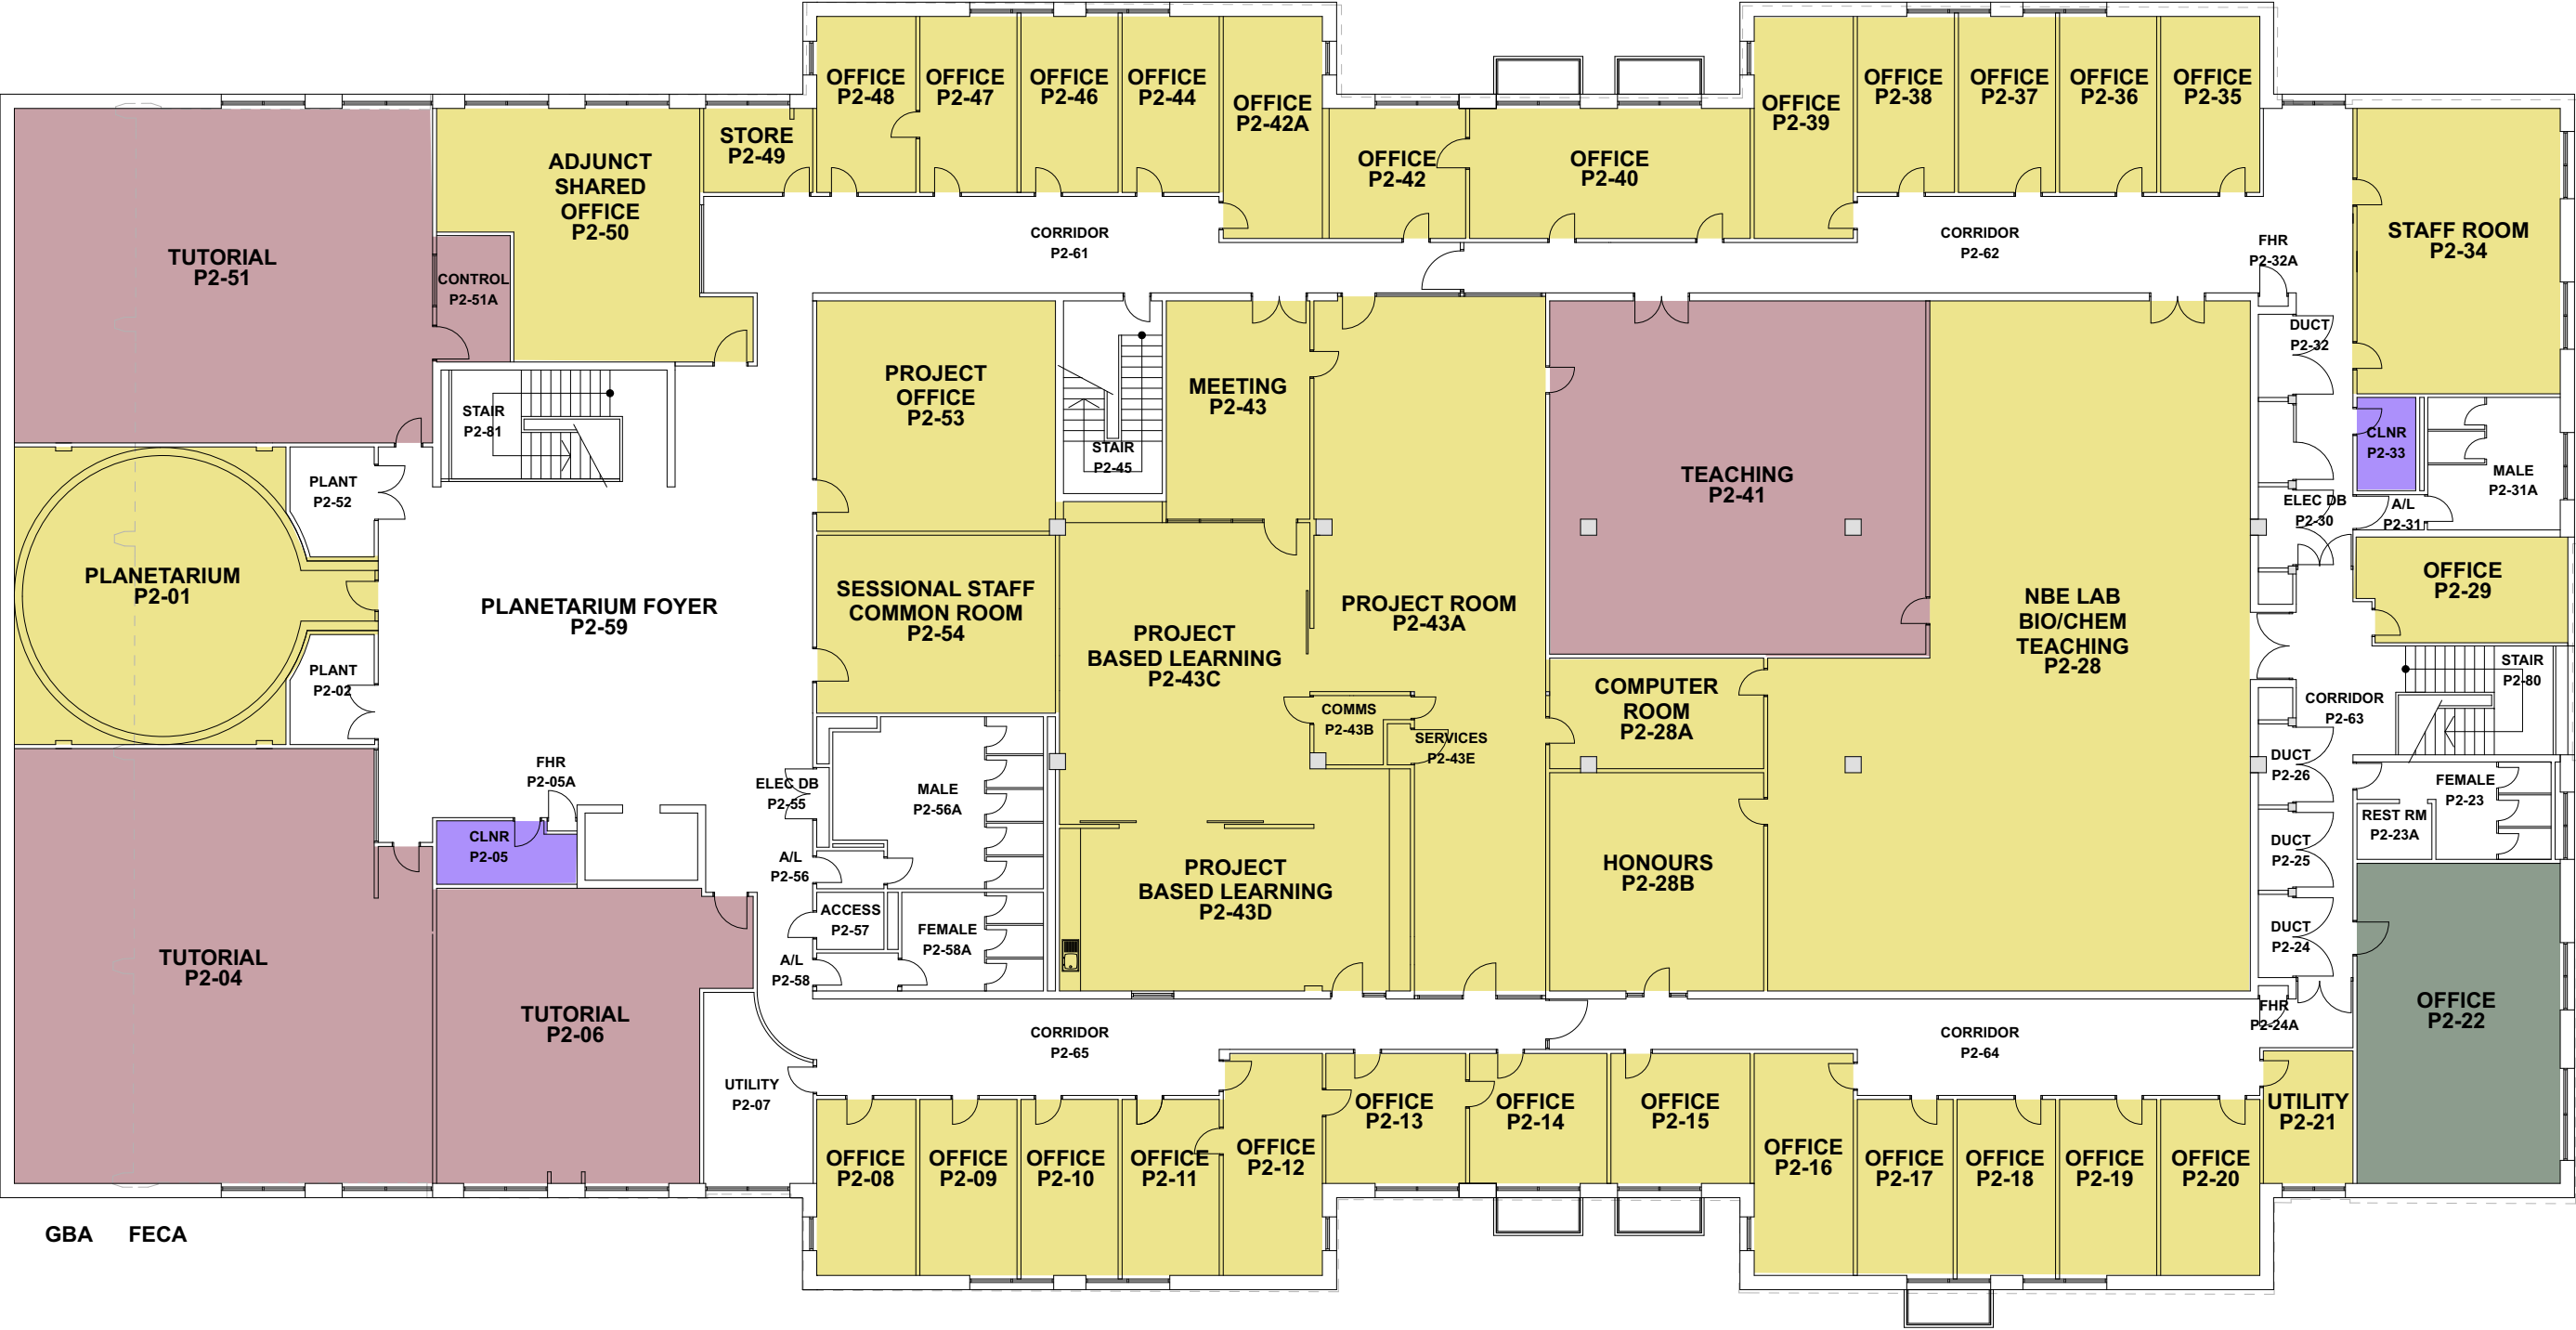 OFFICE
P2-48
OFFICE
P2-47
OFFICE
P2-46
OFFICE
P2-44
OFFICE
P2-42A
OFFICE
P2-39
OFFICE
P2-38
OFFICE
P2-37
OFFICE
P2-36
OFFICE
P2-35
STORE
P2-49
ADJUNCT
SHARED
OFFICE
P2-50
OFFICE
P2-42
OFFICE
P2-40
TUTORIAL
P2-51
CONTROL
P2-51A
CORRIDOR
P2-61
CORRIDOR
P2-62
FHR
P2-32A
STAFF ROOM
P2-34
DUCT
P2-32
STAIR
P2-81
PROJECT
OFFICE
P2-53
STAIR
P2-45
MEETING
P2-43
TEACHING
P2-41
CLNR
P2-33
MALE
P2-31A
ELEC DB
P2-30
A/L
P2-31
PLANT
P2-52
PLANETARIUM
P2-01
PLANETARIUM FOYER
P2-59
SESSIONAL STAFF
COMMON ROOM
P2-54
PROJECT
BASED LEARNING
P2-43C
PROJECT ROOM
P2-43A
NBE LAB
BIO/CHEM
TEACHING
P2-28
OFFICE
P2-29
PLANT
P2-02
COMPUTER
ROOM
P2-28A
STAIR
P2-80
CORRIDOR
P2-63
COMMS
P2-43B
SERVICES
P2-43E
FHR
P2-05A
ELEC DB
P2-55
MALE
P2-56A
DUCT
P2-26
FEMALE
P2-23
REST RM
P2-23A
CLNR
P2-05
A/L
P2-56
DUCT
P2-25
PROJECT
BASED LEARNING
P2-43D
HONOURS
P2-28B
ACCESS
P2-57
FEMALE
P2-58A
A/L
P2-58
DUCT
P2-24
TUTORIAL
P2-04
TUTORIAL
P2-06
OFFICE
P2-22
FHR
P2-24A
CORRIDOR
P2-65
CORRIDOR
P2-64
UTILITY
P2-07
OFFICE
P2-13
OFFICE
P2-14
OFFICE
P2-15
UTILITY
P2-21
OFFICE
P2-08
OFFICE
P2-09
OFFICE
P2-10
OFFICE
P2-11
OFFICE
P2-12
OFFICE
P2-16
OFFICE
P2-17
OFFICE
P2-18
OFFICE
P2-19
OFFICE
P2-20
GBA FECA